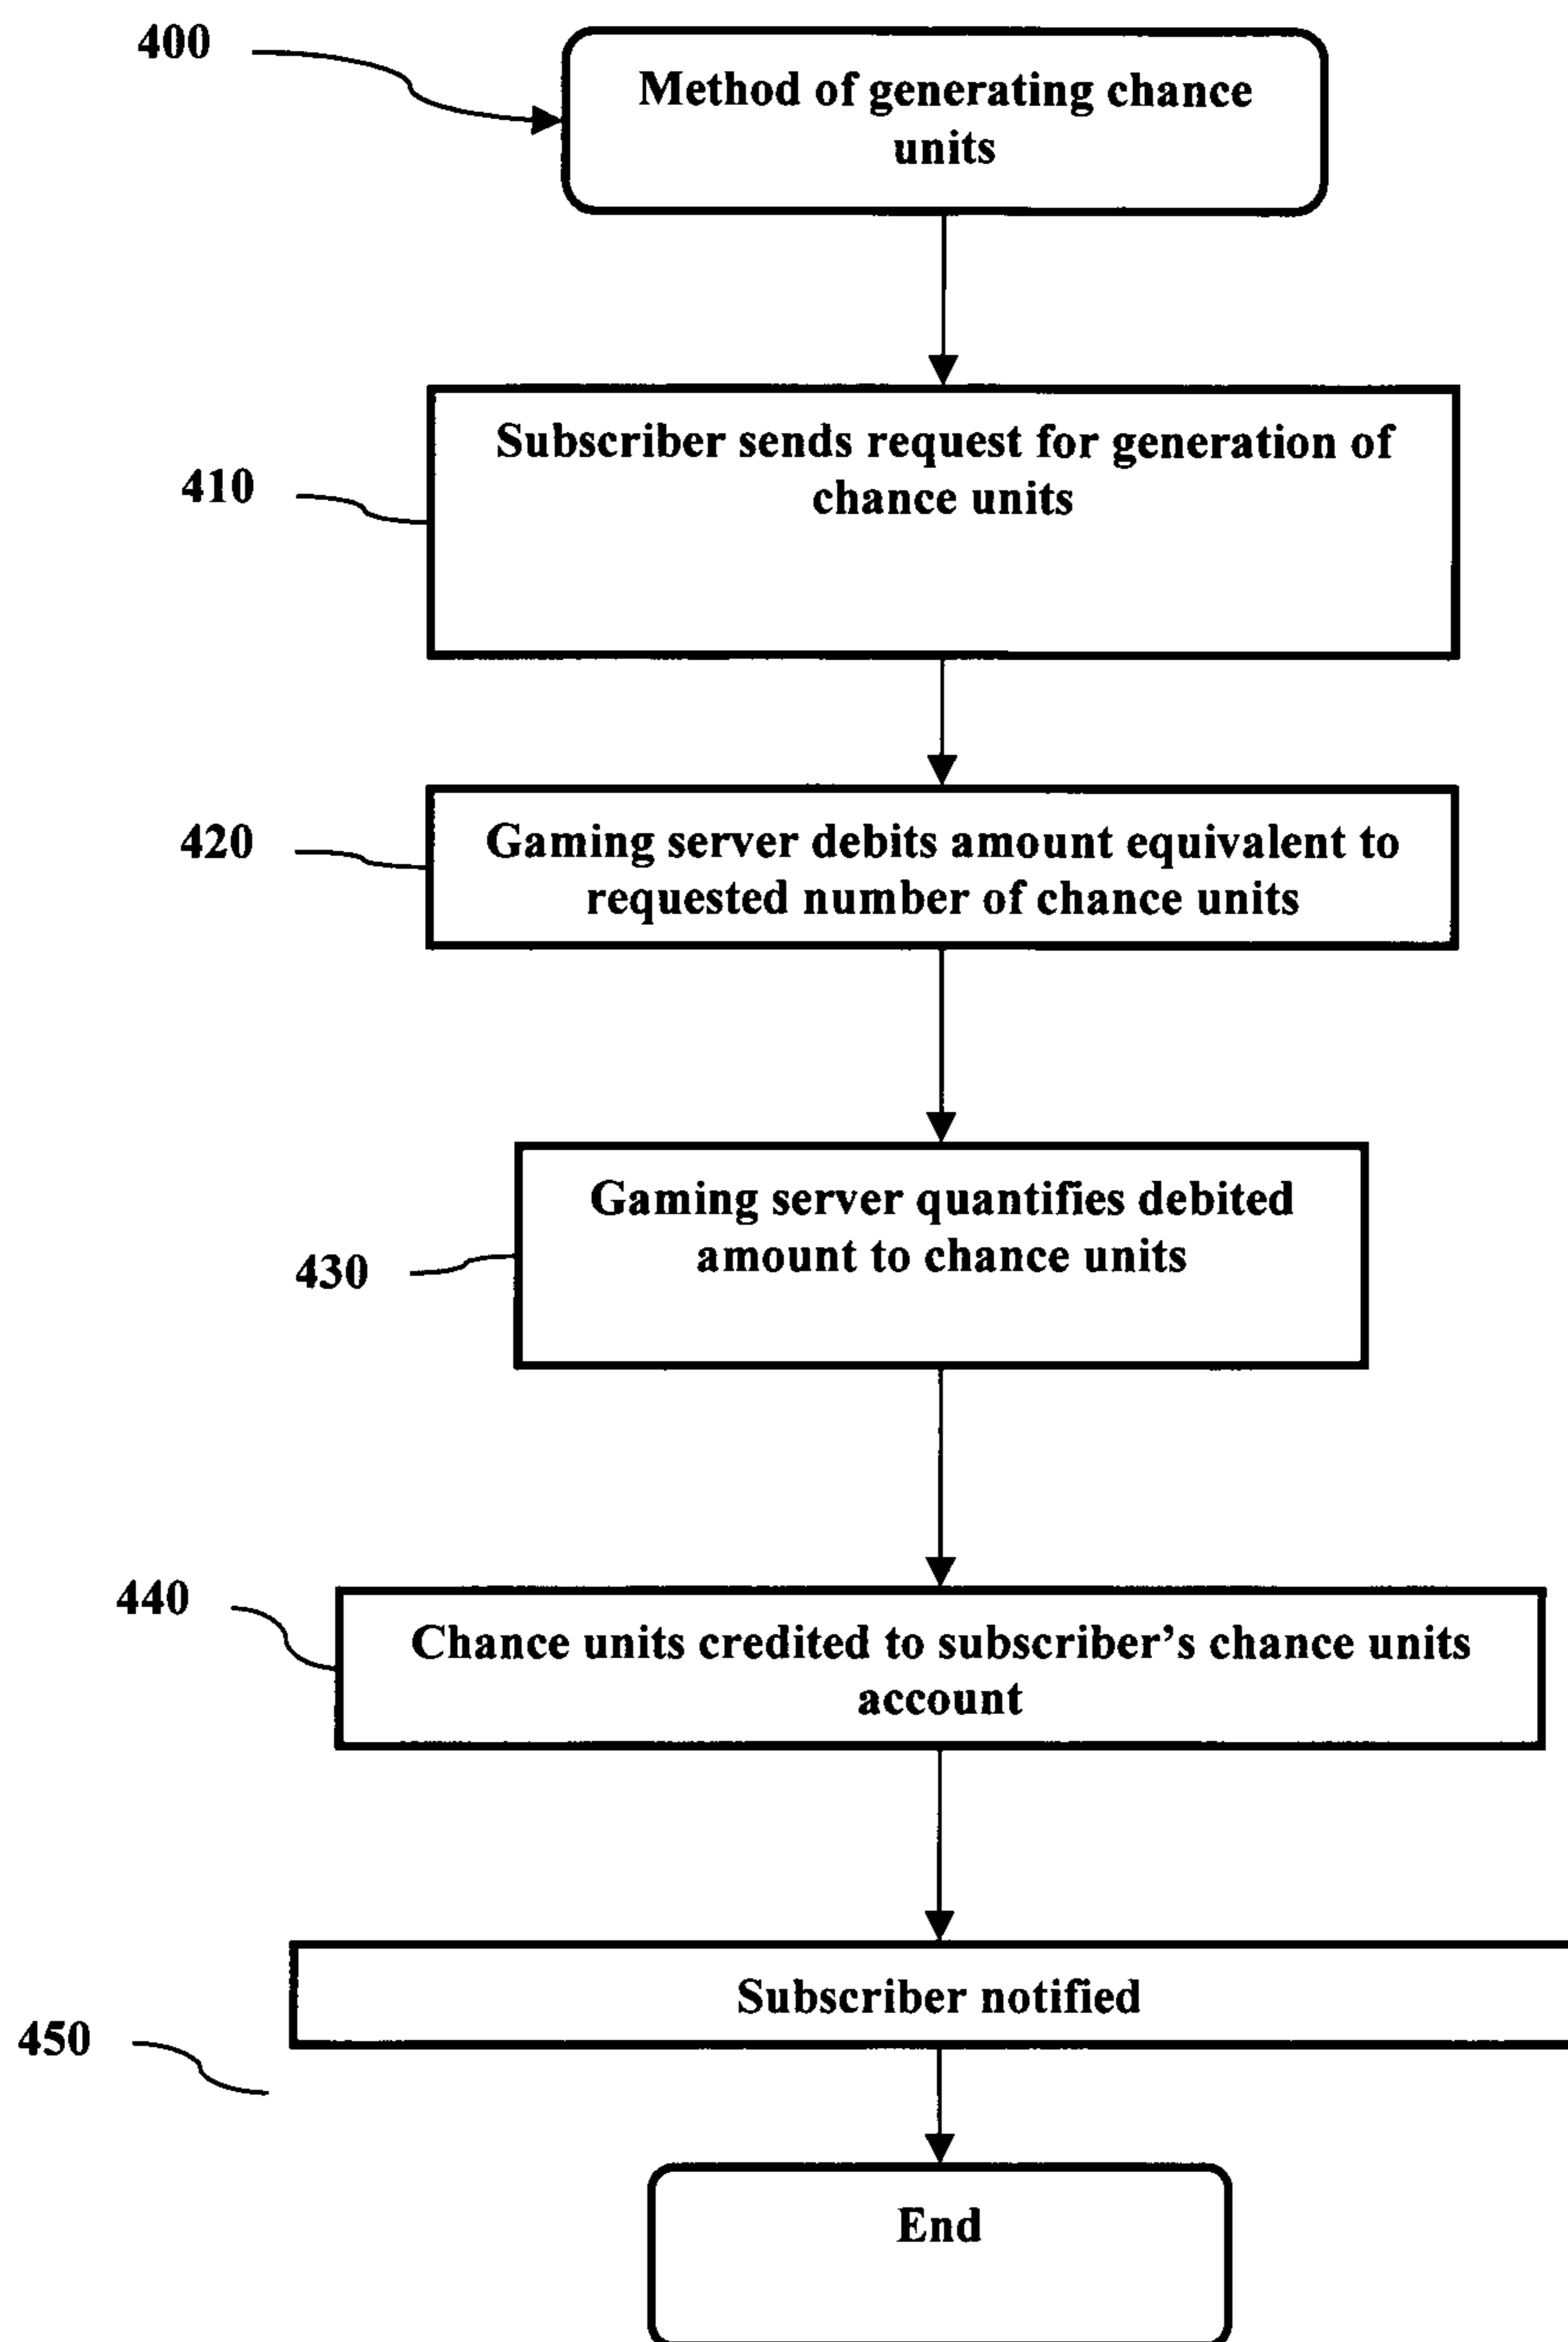 400
Method of generating chance
units
410
Subscriber sends request for generation of
chance units
420
Gaming server debits amount equivalent to
requested number of chance units
430
Gaming server quantifies debited
amount to chance units
440
Chance units credited to subscriber’s chance units
account
450
Subscriber notified
End